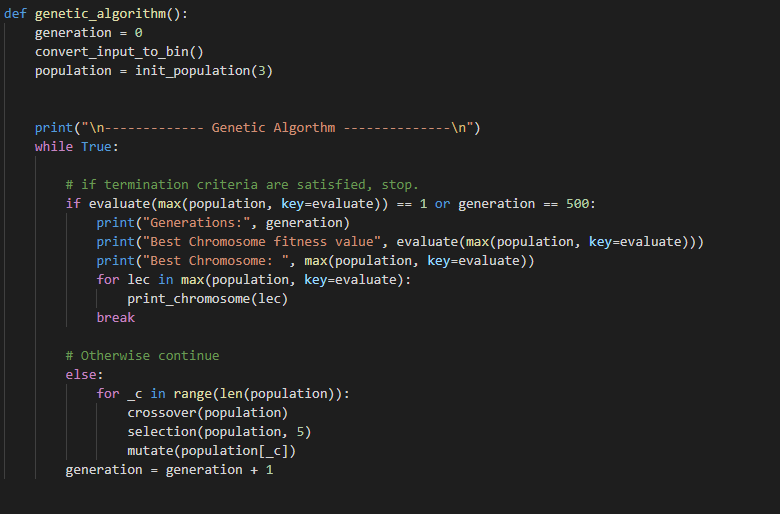 def genetic_algorithm():
    generation = 0
    convert_input_to_bin()
    population = init_population(3)
    print("\n------------- Genetic Algorthm --------------\n")
    while True:
        # if termination criteria are satisfied, stop.
        if evaluate(max(population, key=evaluate)) == 1 or generation == 500:
            print("Generations:", generation)
            print("Best Chromosome fitness value", evaluate(max(population, key=evaluate)))
            print("Best Chromosome: ", max(population, key=evaluate))
            for lec in max(population, key=evaluate):
                print_chromosome(lec)
            break
        # Otherwise continue
        else:
            for _c in range(len(population)):
                crossover(population)
                selection(population, 5)
                mutate(population[_c])
        generation = generation + 1